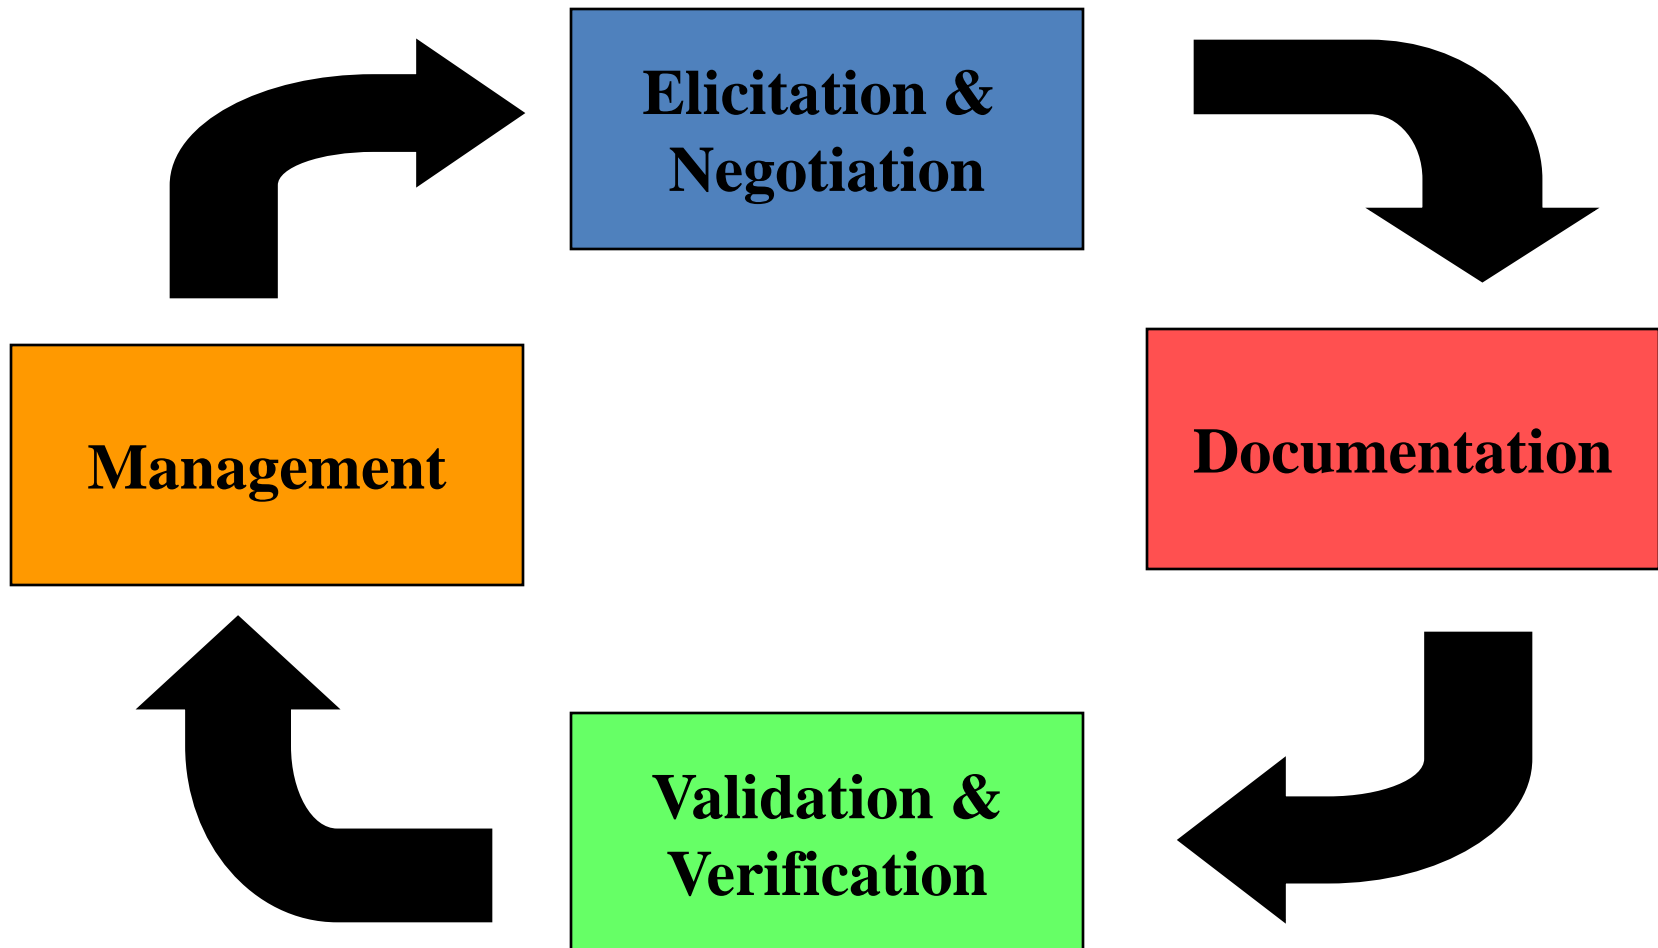 Elicitation &
Negotiation
Management
Documentation
Validation &
Verification